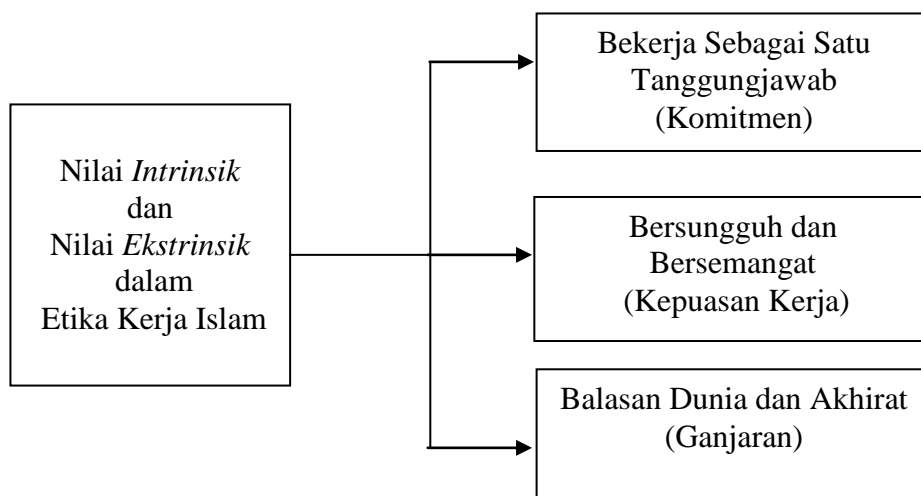 Nilai Intrinsik
dan
Nilai Ekstrinsik
dalam
Etika Kerja Islam
Bekerja Sebagai Satu
Tanggungjawab
(Komitmen)
Bersungguh dan
Bersemangat
(Kepuasan Kerja)
Balasan Dunia dan Akhirat
(Ganjaran)